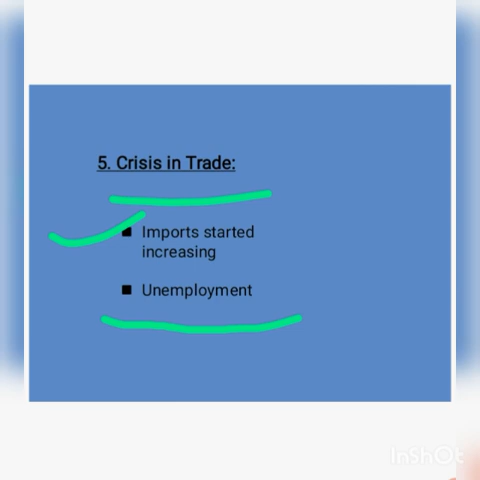 5. Crisis in Trade:
■ Imports started
increasing
■ Unemployment
InShOt